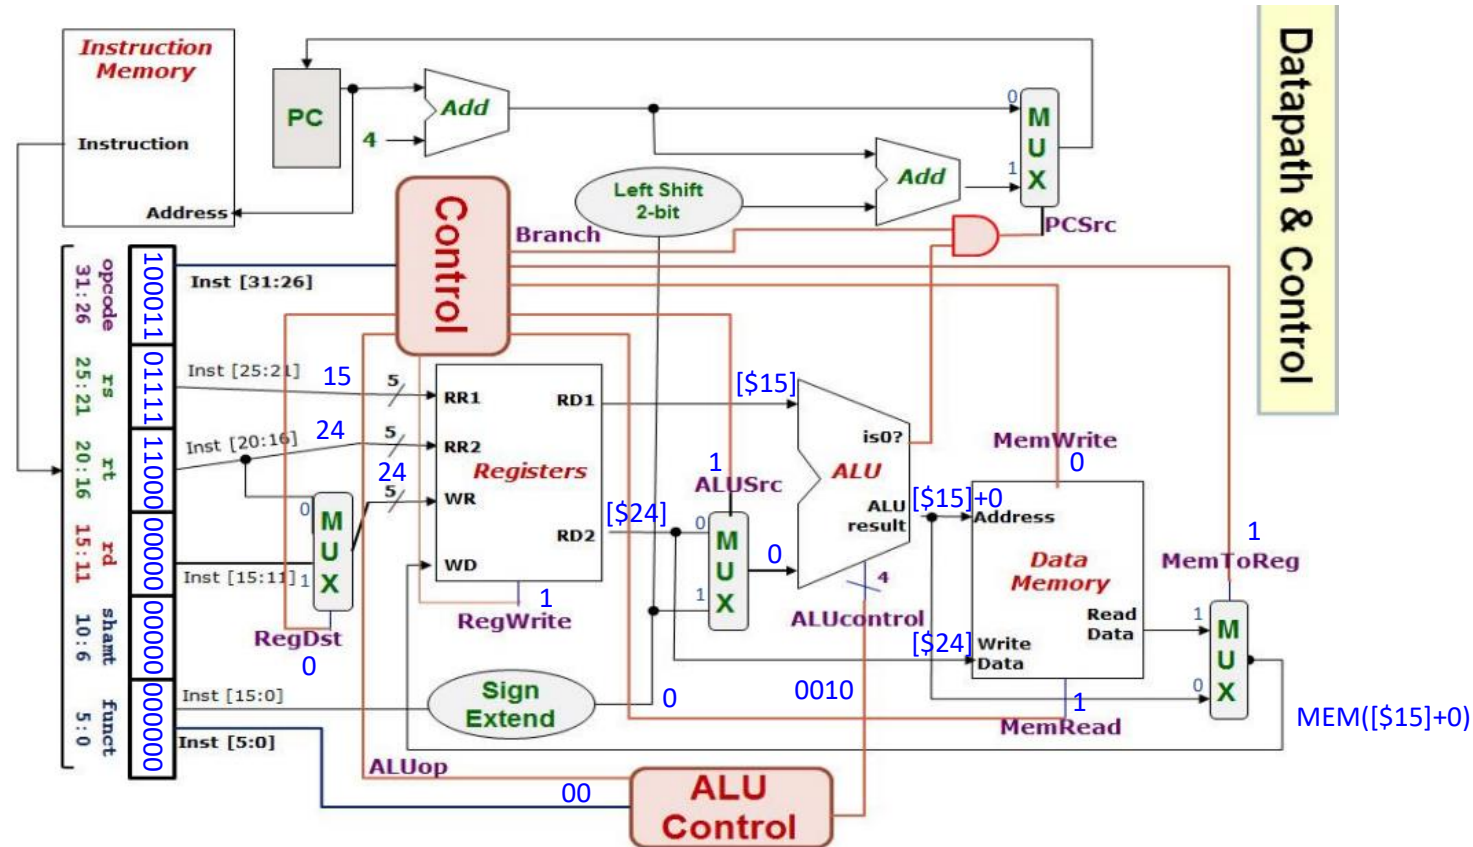 Instruction
Memory
Instruction
Address
PC
4
Add
Left Shift
2-bit
Add
0
M
U
X
1
PCSrc
Datapath & Control
Control
Branch
opcode
31:26
100011
Inst [31:26]
rs
25:21
01111
Inst [25:21]
15
5
rt
20:16
11000
Inst [20:16]
24
5
24
5
rd
15:11
00000
Inst [15:11]
0
M
U
X
1
RegDst
0
shamt
10:6
00000
funct
5:0
000000
Inst [15:0]
Inst [5:0]
RR1
RR2
WR
WD
Registers
RD1
RD2
1
RegWrite
[$15]
[$24]
1
ALUSrc
0
M
U
X
1
0
is0?
ALU
ALU
result
4
ALUcontrol
0010
[$15]+0
[$24]
MemWrite
0
Address
Data
Memory
Read
Data
Write
Data
1
MemRead
1
MemToReg
1
M
U
X
0
MEM([$15]+0)
Sign
Extend
0
ALUop
00
ALU
Control